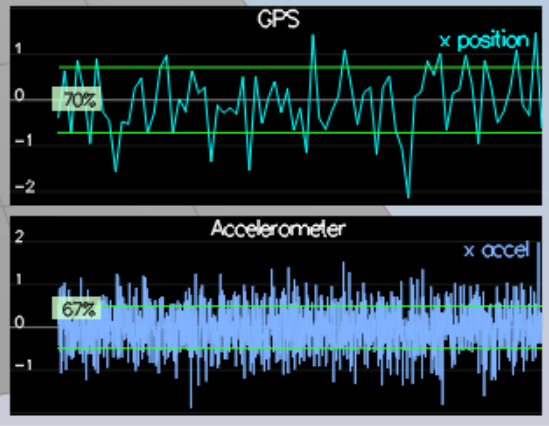 GPS
x position
1
0
70%
-1
-2
Accelerometer
2
x accel
1
67%
0
-1